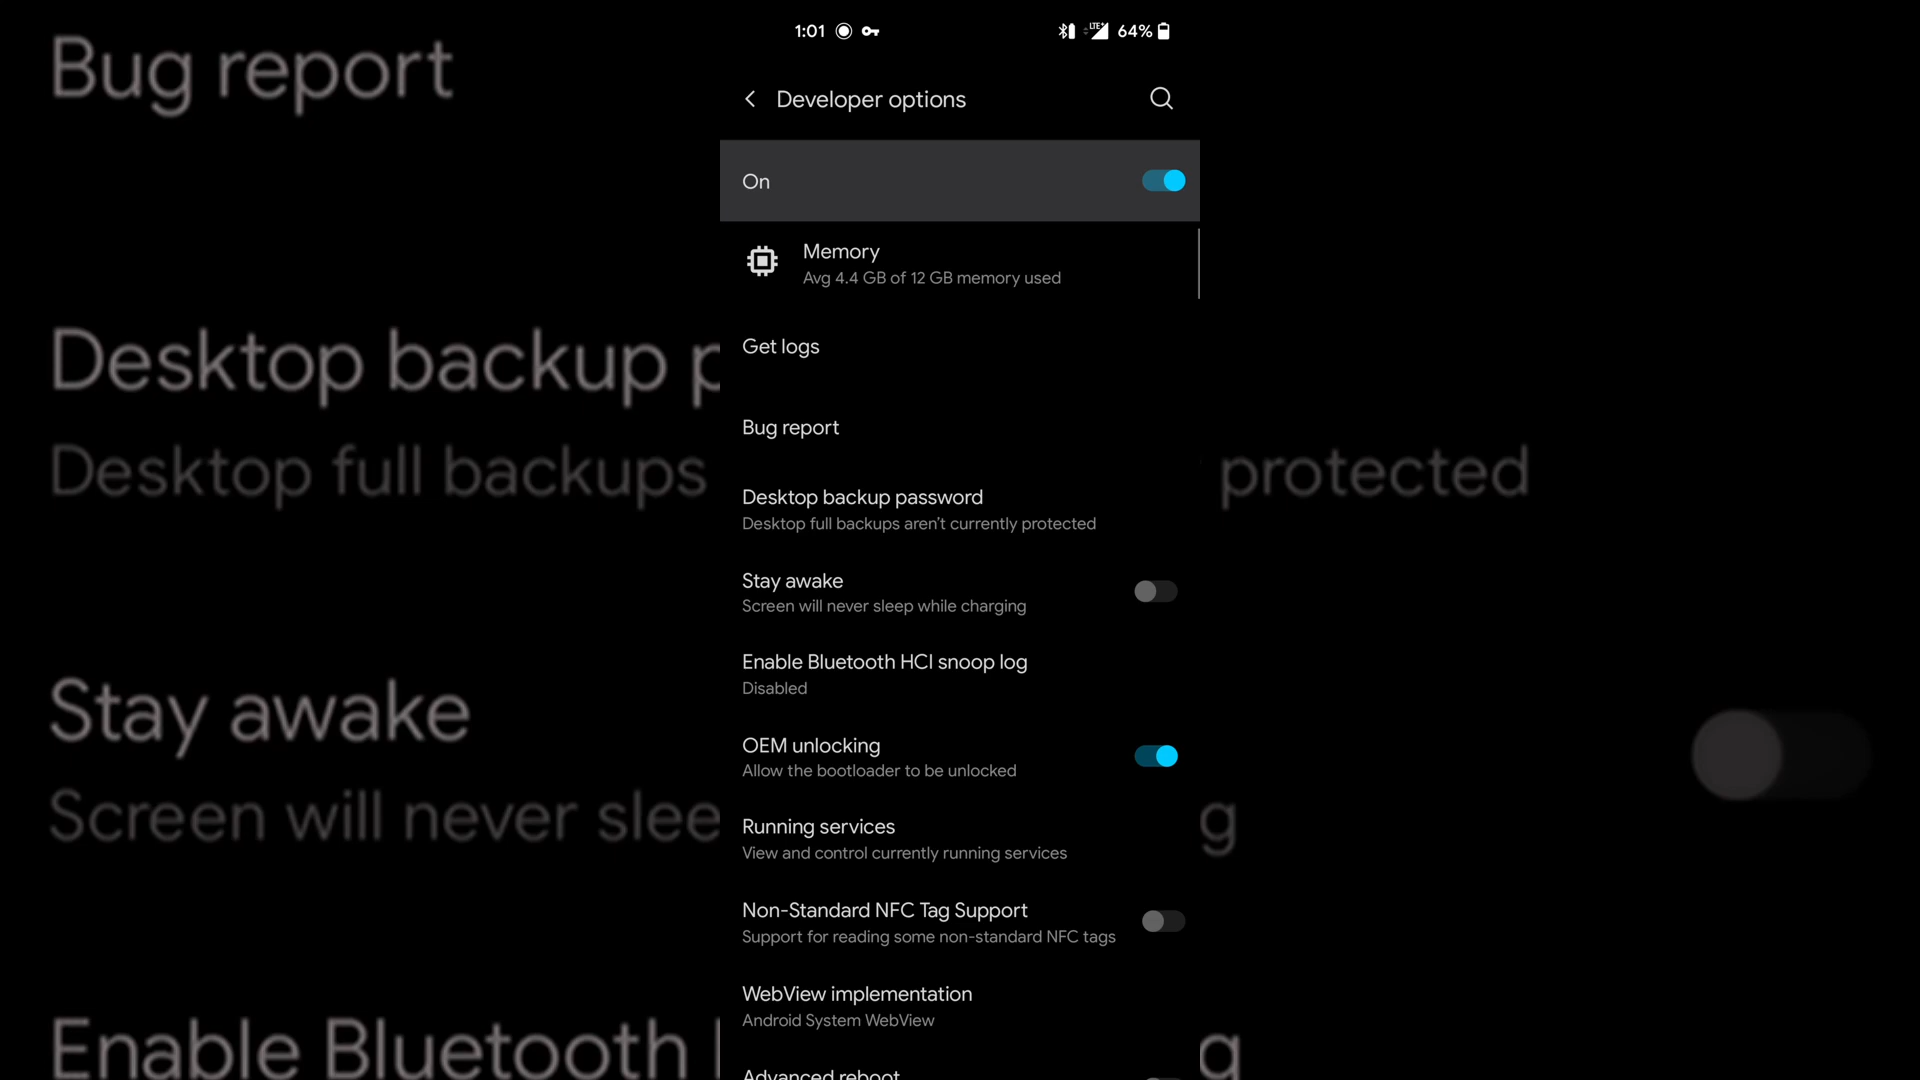 Bug report
Desktop backup p
Desktop full backups
protected
Stay awake
Screen will never slee
g
Enable Bluetooth
g
1:01
LTE+
64%
Developer options
On
Memory
Avg 4.4 GB of 12 GB memory used
Get logs
Bug report
Desktop backup password
Desktop full backups aren't currently protected
Stay awake
Screen will never sleep while charging
Enable Bluetooth HCI snoop log
Disabled
OEM unlocking
Allow the bootloader to be unlocked
Running services
View and control currently running services
Non-Standard NFC Tag Support
Support for reading some non-standard NFC tags
WebView implementation
Android System WebView
Advanced reboot